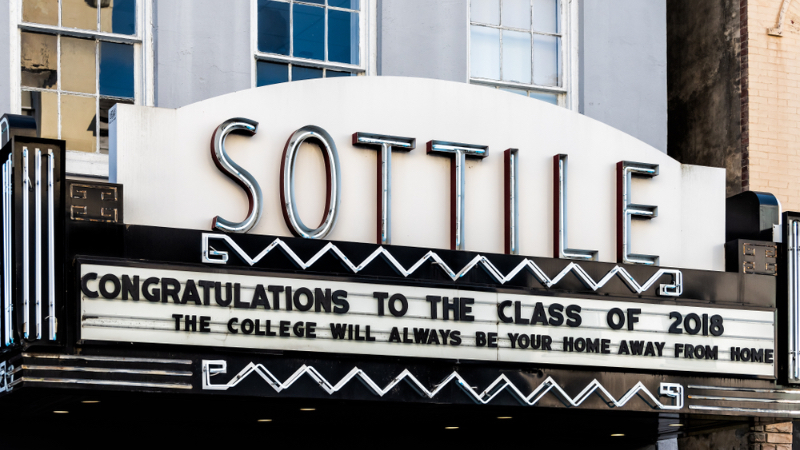 SOTTILE
CONGRATULATIONS TO THE CLASS OF 2018
THE COLLEGE WILL ALWAYS BE YOUR HOME AWAY FROM HOME